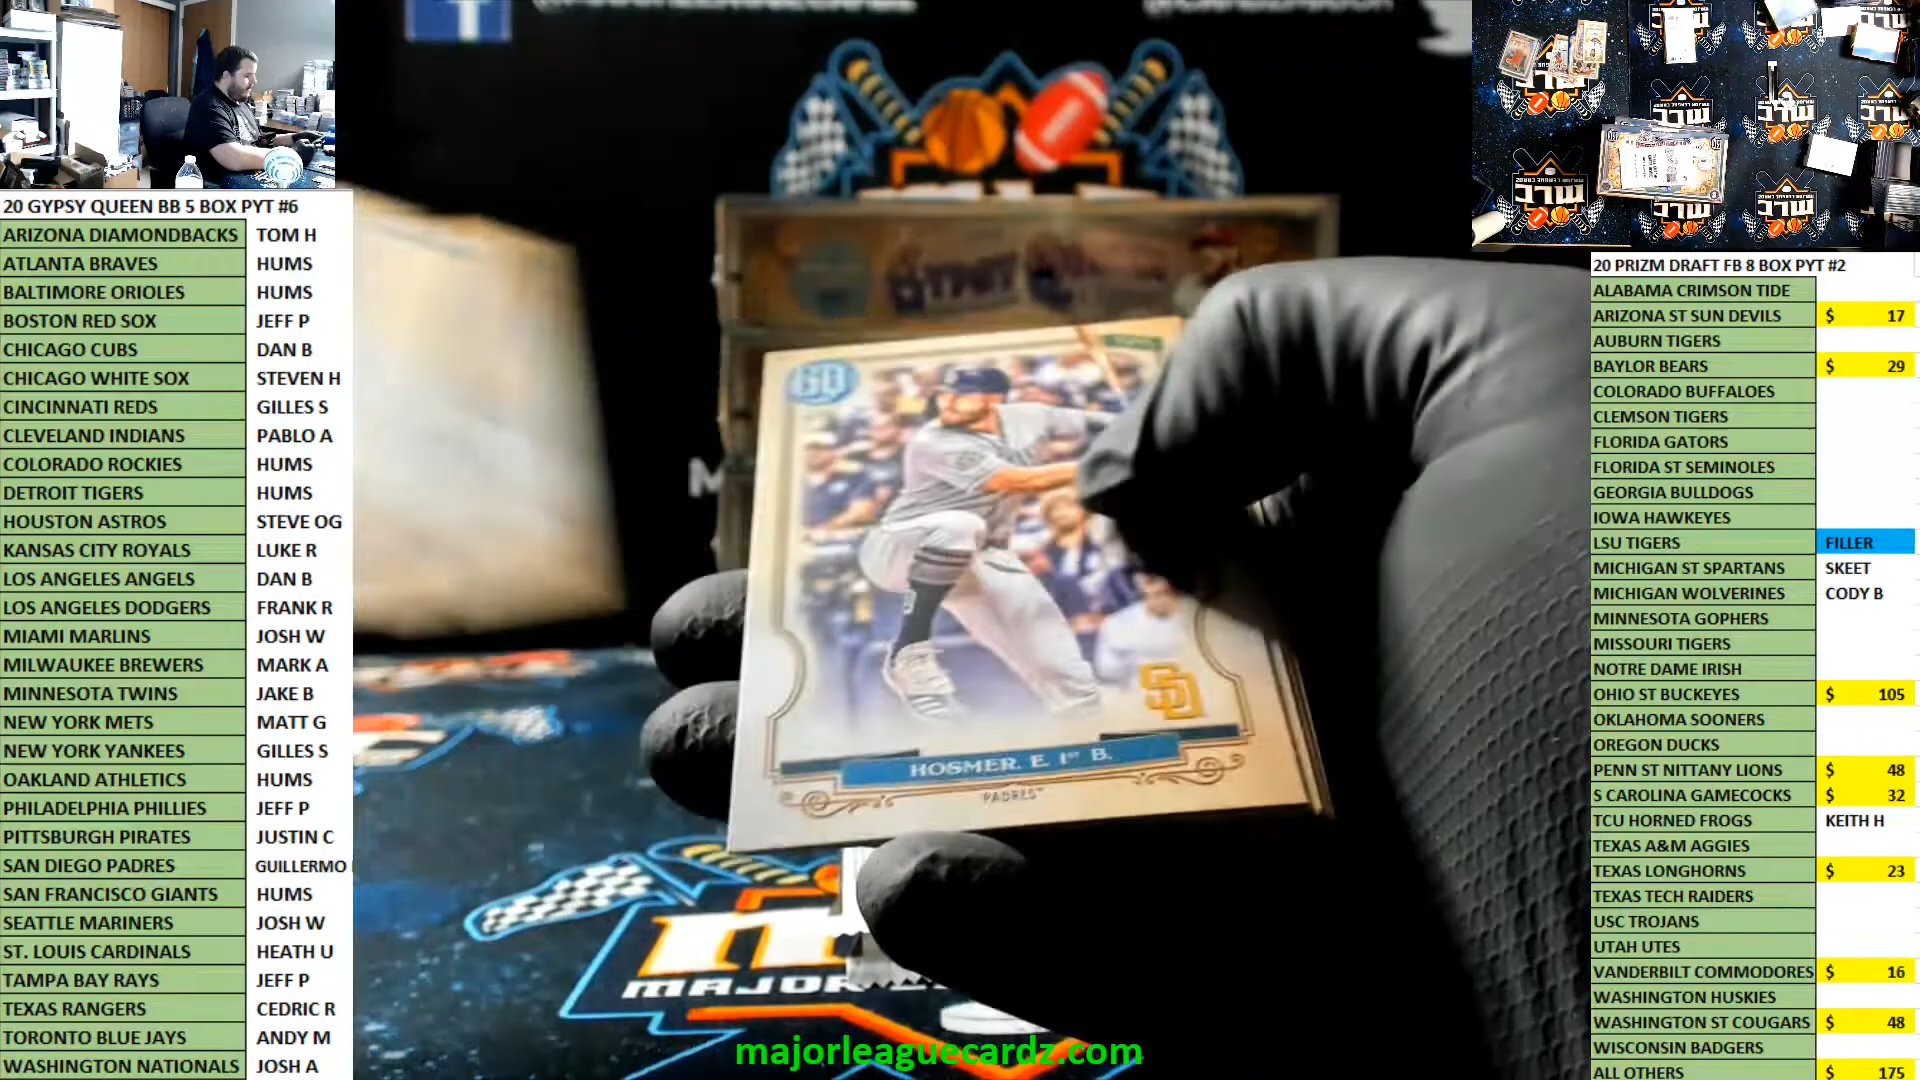 20 GYPSY QUEEN BB 5 BOX PYT #6
ARIZONA DIAMONDBACKS TOM H
ATLANTA BRAVES HUMS
BALTIMORE ORIOLES HUMS
BOSTON RED SOX JEFF P
CHICAGO CUBS DAN B
CHICAGO WHITE SOX STEVEN H
CINCINNATI REDS GILLES S
CLEVELAND INDIANS PABLO A
COLORADO ROCKIES HUMS
DETROIT TIGERS HUMS
HOUSTON ASTROS STEVE OG
KANSAS CITY ROYALS LUKE R
LOS ANGELES ANGELS DAN B
LOS ANGELES DODGERS FRANK R
MIAMI MARLINS JOSH W
MILWAUKEE BREWERS MARK A
MINNESOTA TWINS JAKE B
NEW YORK METS MATT G
NEW YORK YANKEES GILLES S
OAKLAND ATHLETICS HUMS
PHILADELPHIA PHILLIES JEFF P
PITTSBURGH PIRATES JUSTIN C
SAN DIEGO PADRES GUILLERMO
SAN FRANCISCO GIANTS HUMS
SEATTLE MARINERS JOSH W
ST. LOUIS CARDINALS HEATH U
TAMPA BAY RAYS JEFF P
TEXAS RANGERS CEDRIC R
TORONTO BLUE JAYS ANDY M
WASHINGTON NATIONALS JOSH A
GQ
SD
HOSMER, E. 1ST B.
PADRES
MAJOR
majorleaguecardz.com
20 PRIZM DRAFT FB 8 BOX PYT #2
ALABAMA CRIMSON TIDE
ARIZONA ST SUN DEVILS $ 17
AUBURN TIGERS
BAYLOR BEARS $ 29
COLORADO BUFFALOES
CLEMSON TIGERS
FLORIDA GATORS
FLORIDA ST SEMINOLES
GEORGIA BULLDOGS
IOWA HAWKEYES
LSU TIGERS FILLER
MICHIGAN ST SPARTANS SKEET
MICHIGAN WOLVERINES CODY B
MINNESOTA GOPHERS
MISSOURI TIGERS
NOTRE DAME IRISH
OHIO ST BUCKEYES $ 105
OKLAHOMA SOONERS
OREGON DUCKS
PENN ST NITTANY LIONS $ 48
S CAROLINA GAMECOCKS $ 32
TCU HORNED FROGS KEITH H
TEXAS A&M AGGIES
TEXAS LONGHORNS $ 23
TEXAS TECH RAIDERS
USC TROJANS
UTAH UTES
VANDERBILT COMMODORES $ 16
WASHINGTON HUSKIES
WASHINGTON ST COUGARS $ 48
WISCONSIN BADGERS
ALL OTHERS $ 175